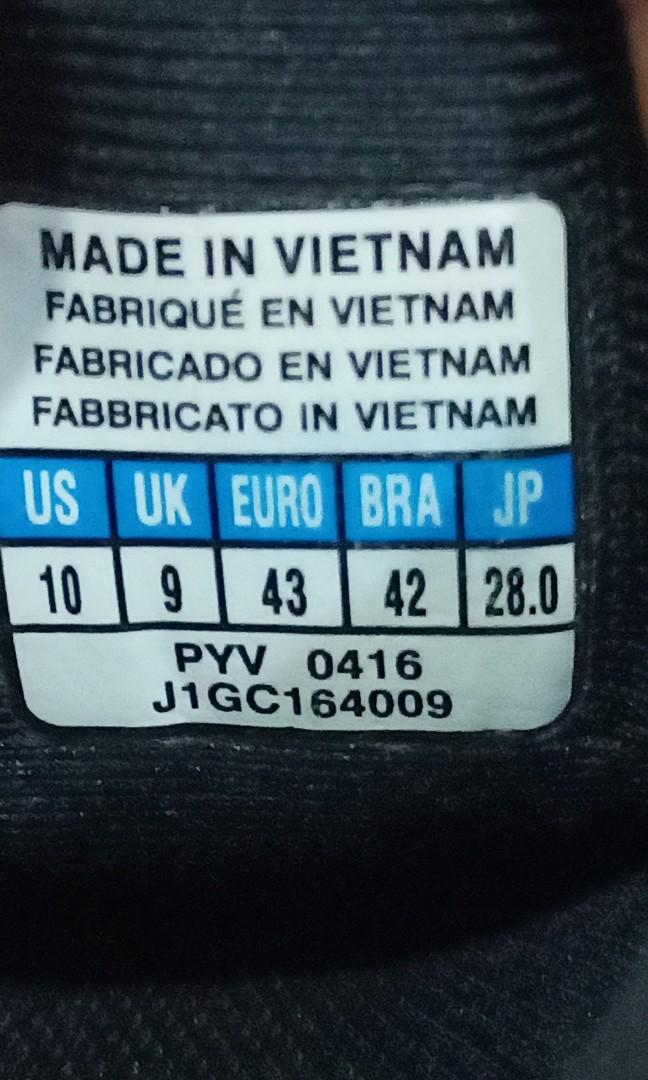 MADE IN VIETNAM
FABRIQUÉ EN VIETNAM
FABRICADO EN VIETNAM
FABBRICATO IN VIETNAM
US UK EURO BRA JP
10 9 43 42 28.0
PYV 0416
J1GC164009